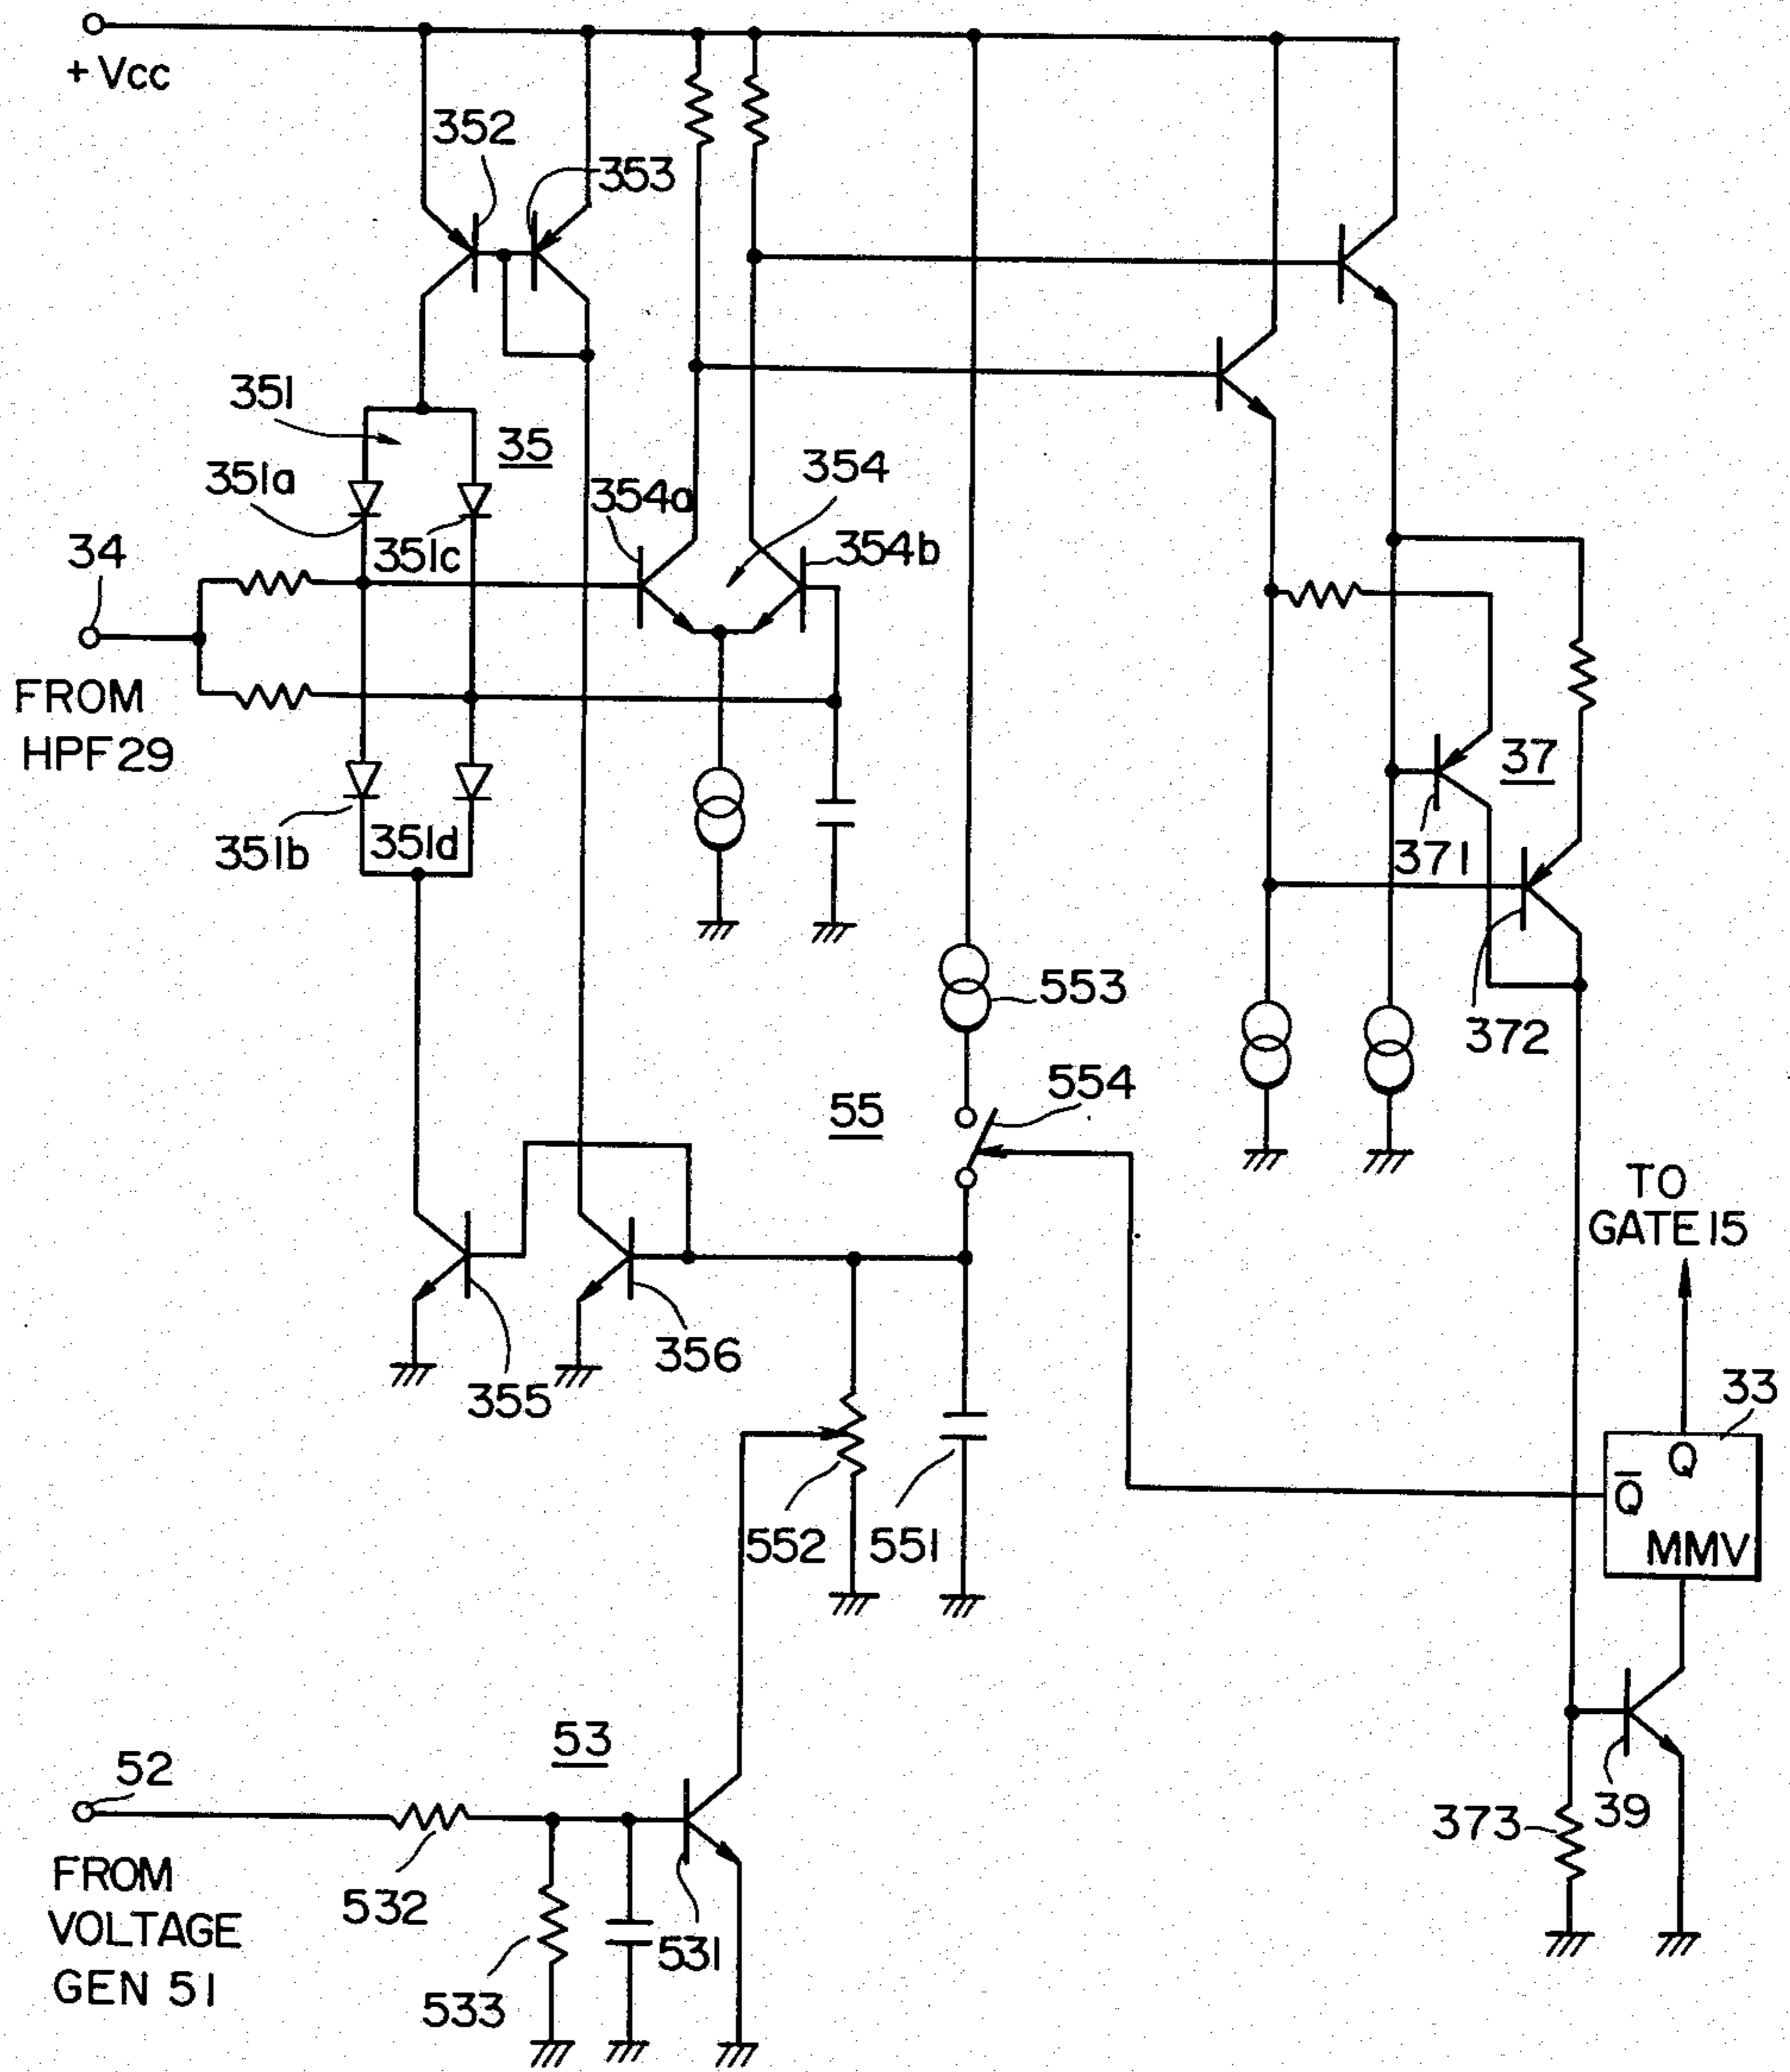 + Vcc
352
353
351
35
351a
354a
354
34
351c
354b
FROM
HPF 29
37
351b
351d
371
553
372
55
554
TO
GATE 15
356
355
33
Q
Q̅
552
551
MMV
53
52
39
373
FROM
VOLTAGE
GEN 51
532
531
533